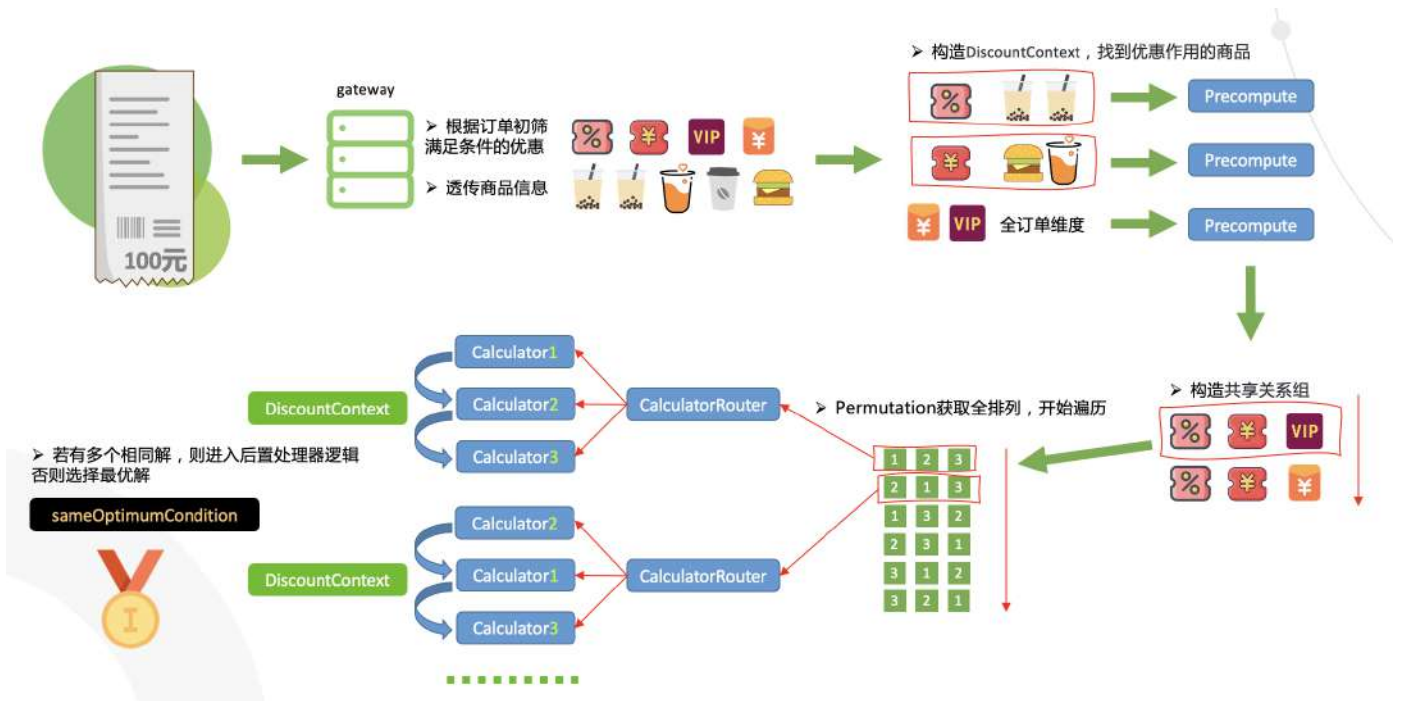 100元
gateway
➢ 根据订单初筛
满足条件的优惠
➢ 透传商品信息
% ¥ VIP ¥
➢ 构造DiscountContext，找到优惠作用的商品
% Precompute
¥ Precompute
¥ VIP 全订单维度 Precompute
➢ 构造共享关系组
% ¥ VIP
% ¥ ¥
➢ Permutation获取全排列，开始遍历
1 2 3
2 1 3
1 3 2
2 3 1
3 1 2
3 2 1
CalculatorRouter
Calculator1
Calculator2
Calculator3
DiscountContext
CalculatorRouter
Calculator2
Calculator1
Calculator3
DiscountContext
➢ 若有多个相同解，则进入后置处理器逻辑
否则选择最优解
sameOptimumCondition
I